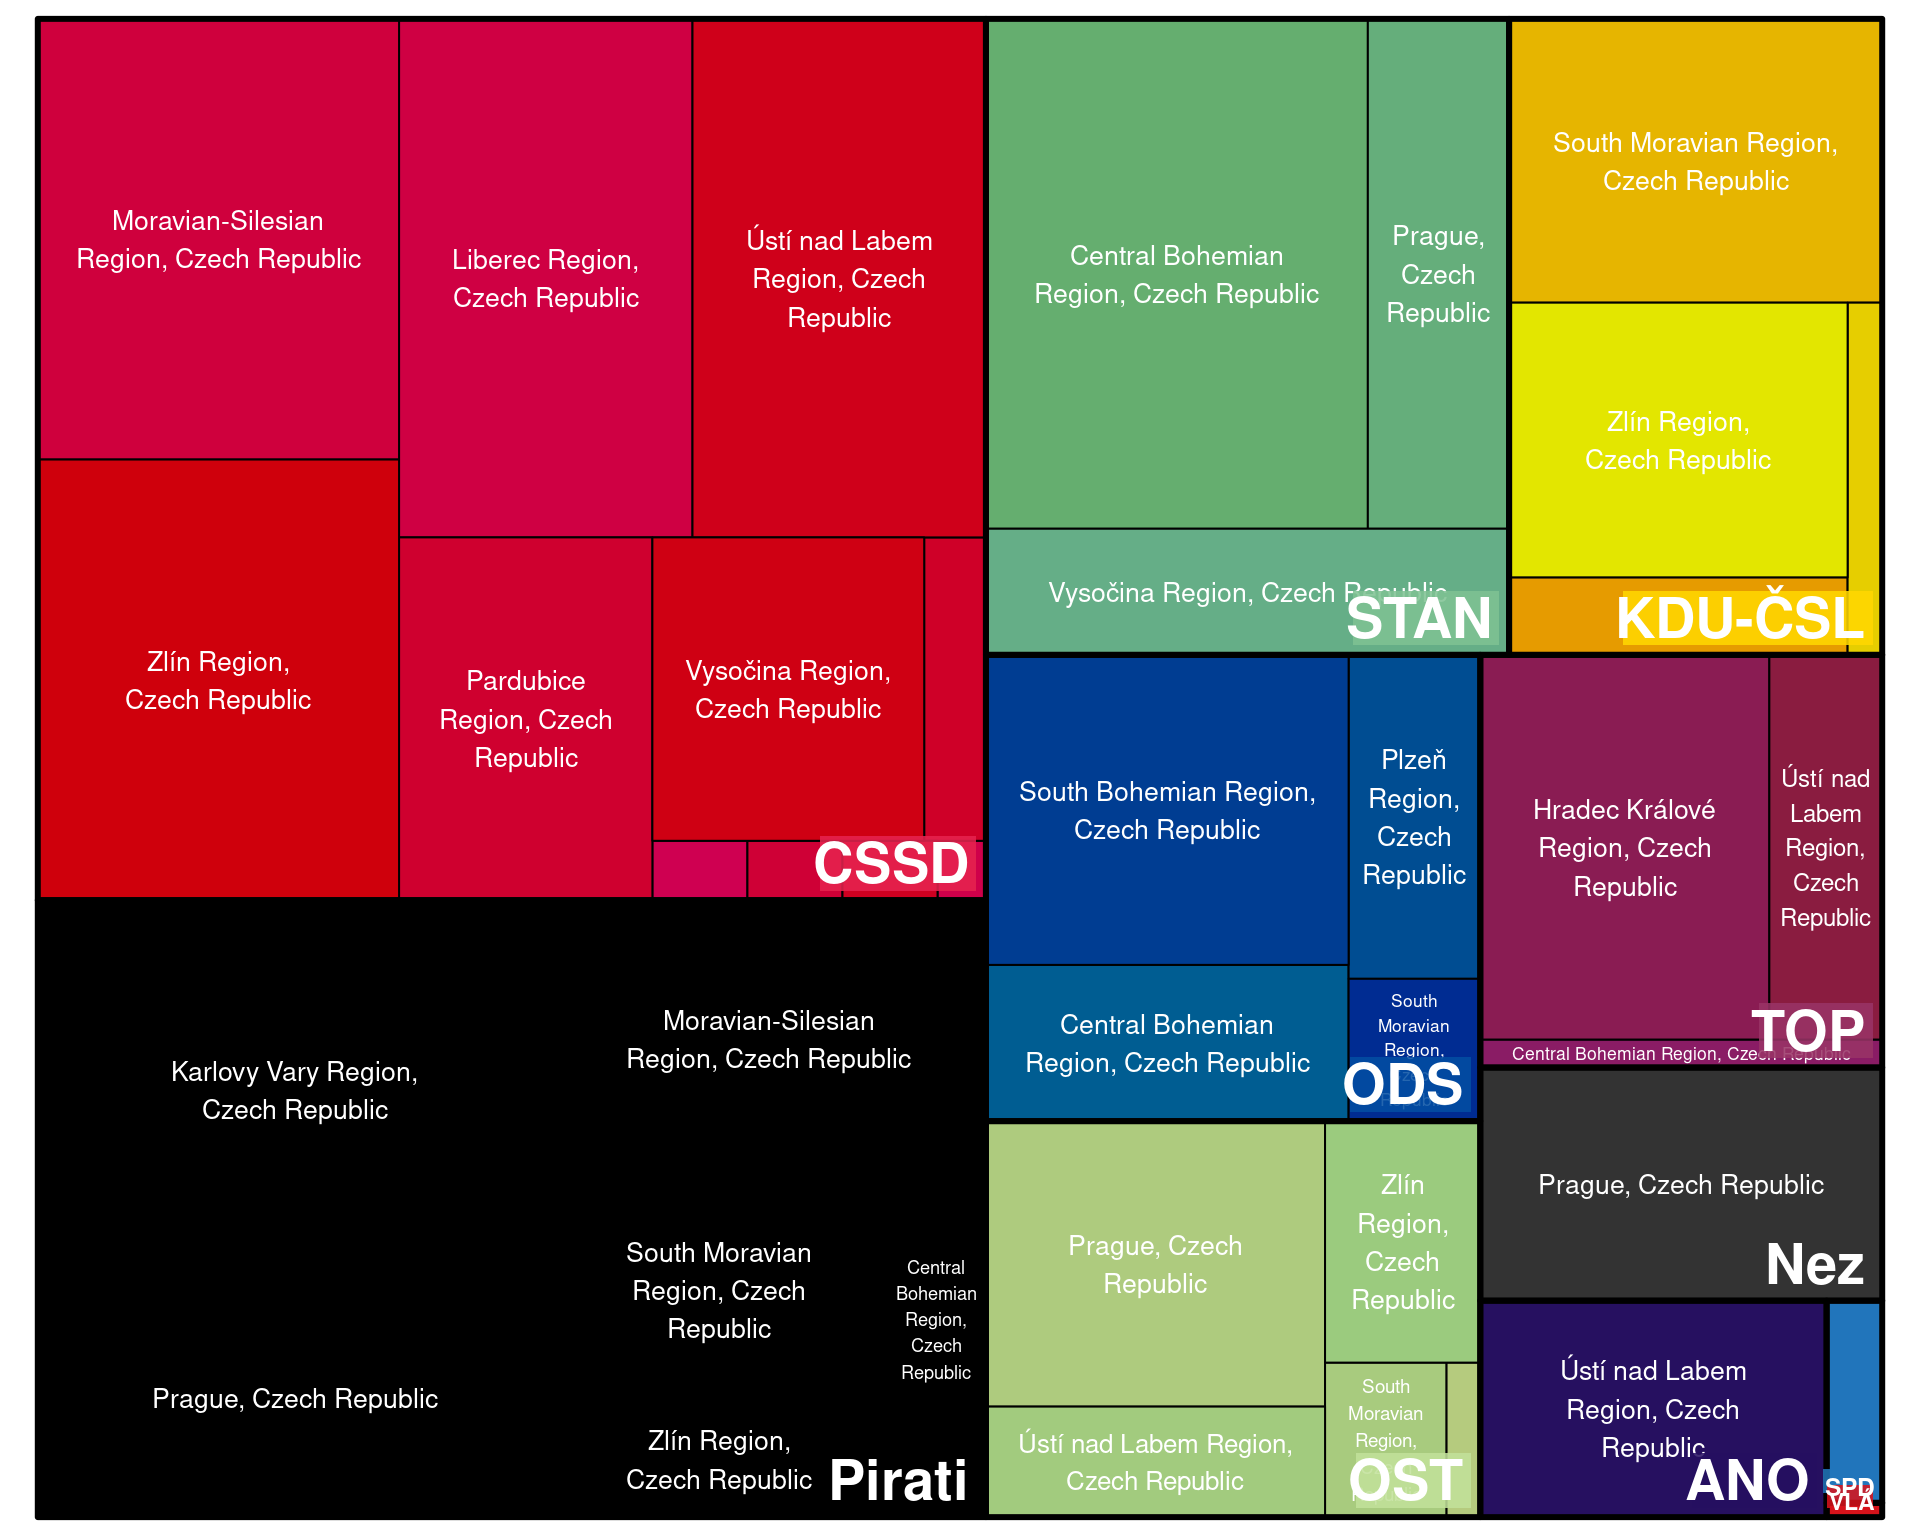 Moravian-Silesian
Region, Czech Republic
Liberec Region,
Czech Republic
Ústí nad Labem
Region, Czech
Republic
Zlín Region,
Czech Republic
Pardubice
Region, Czech
Republic
Vysočina Region,
Czech Republic
CSSD
Central Bohemian
Region, Czech Republic
Prague,
Czech
Republic
Vysočina Region, Czech Republic
STAN
South Moravian Region,
Czech Republic
Zlín Region,
Czech Republic
KDU-ČSL
South Bohemian Region,
Czech Republic
Plzeň
Region,
Czech
Republic
Central Bohemian
Region, Czech Republic
South
Moravian
Region,
Czech
Republic
ODS
Hradec Králové
Region, Czech
Republic
Ústí nad
Labem
Region,
Czech
Republic
Central Bohemian Region, Czech Republic
TOP
Karlovy Vary Region,
Czech Republic
Moravian-Silesian
Region, Czech Republic
Prague, Czech Republic
South Moravian
Region, Czech
Republic
Central
Bohemian
Region,
Czech
Republic
Zlín Region,
Czech Republic
Pirati
Prague, Czech
Republic
Zlín
Region,
Czech
Republic
Ústí nad Labem Region,
Czech Republic
South
Moravian
Region,
OST
Prague, Czech Republic
Nez
Ústí nad Labem
Region, Czech
Republic
ANO
SPD
VLA